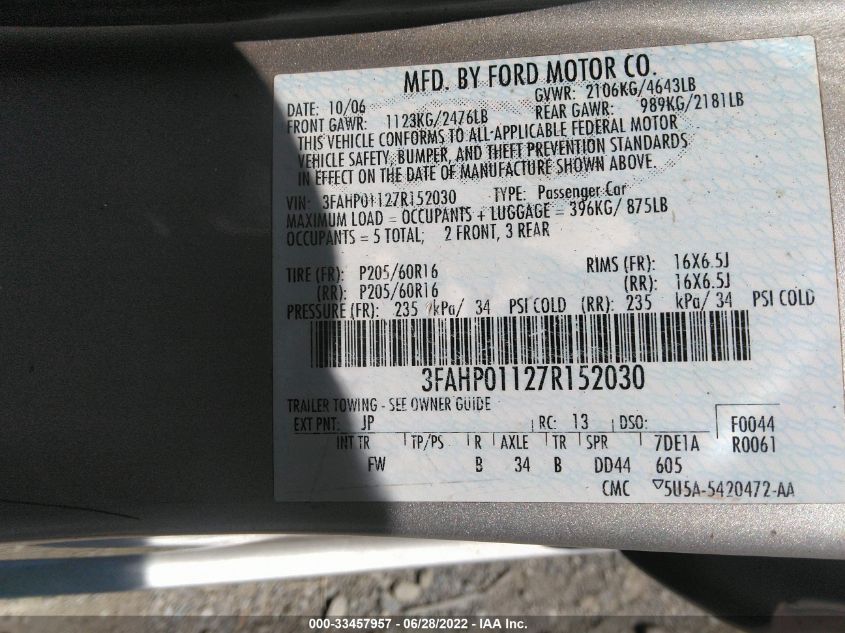 MFD. BY FORD MOTOR CO.
DATE: 10/06 GVWR: 2106KG/4643LB
FRONT GAWR: 1123KG/2476LB REAR GAWR: 989KG/2181LB
THIS VEHICLE CONFORMS TO ALL APPLICABLE FEDERAL MOTOR
VEHICLE SAFETY, BUMPER, AND THEFT PREVENTION STANDARDS
IN EFFECT ON THE DATE OF MANUFACTURE SHOWN ABOVE.
VIN: 3FAHP01127R152030 TYPE: Passenger Car
MAXIMUM LOAD = OCCUPANTS + LUGGAGE = 396KG/ 875LB
OCCUPANTS = 5 TOTAL; 2 FRONT, 3 REAR
TIRE (FR): P205/60R16 RIMS (FR): 16X6.5J
(RR): P205/60R16 (RR): 16X6.5J
PRESSURE (FR): 235 kPa/ 34 PSI COLD (RR): 235 kPa/ 34 PSI COLD
3FAHP01127R152030
TRAILER TOWING - SEE OWNER GUIDE
EXT PNT: JP RC: 13 DSO: F0044
INT TR TP/PS R AXLE TR SPR 7DE1A R0061
FW B 34 B DD44 605
CMC ▽5U5A-5420472-AA
000-33457957 - 06/28/2022 - IAA Inc.